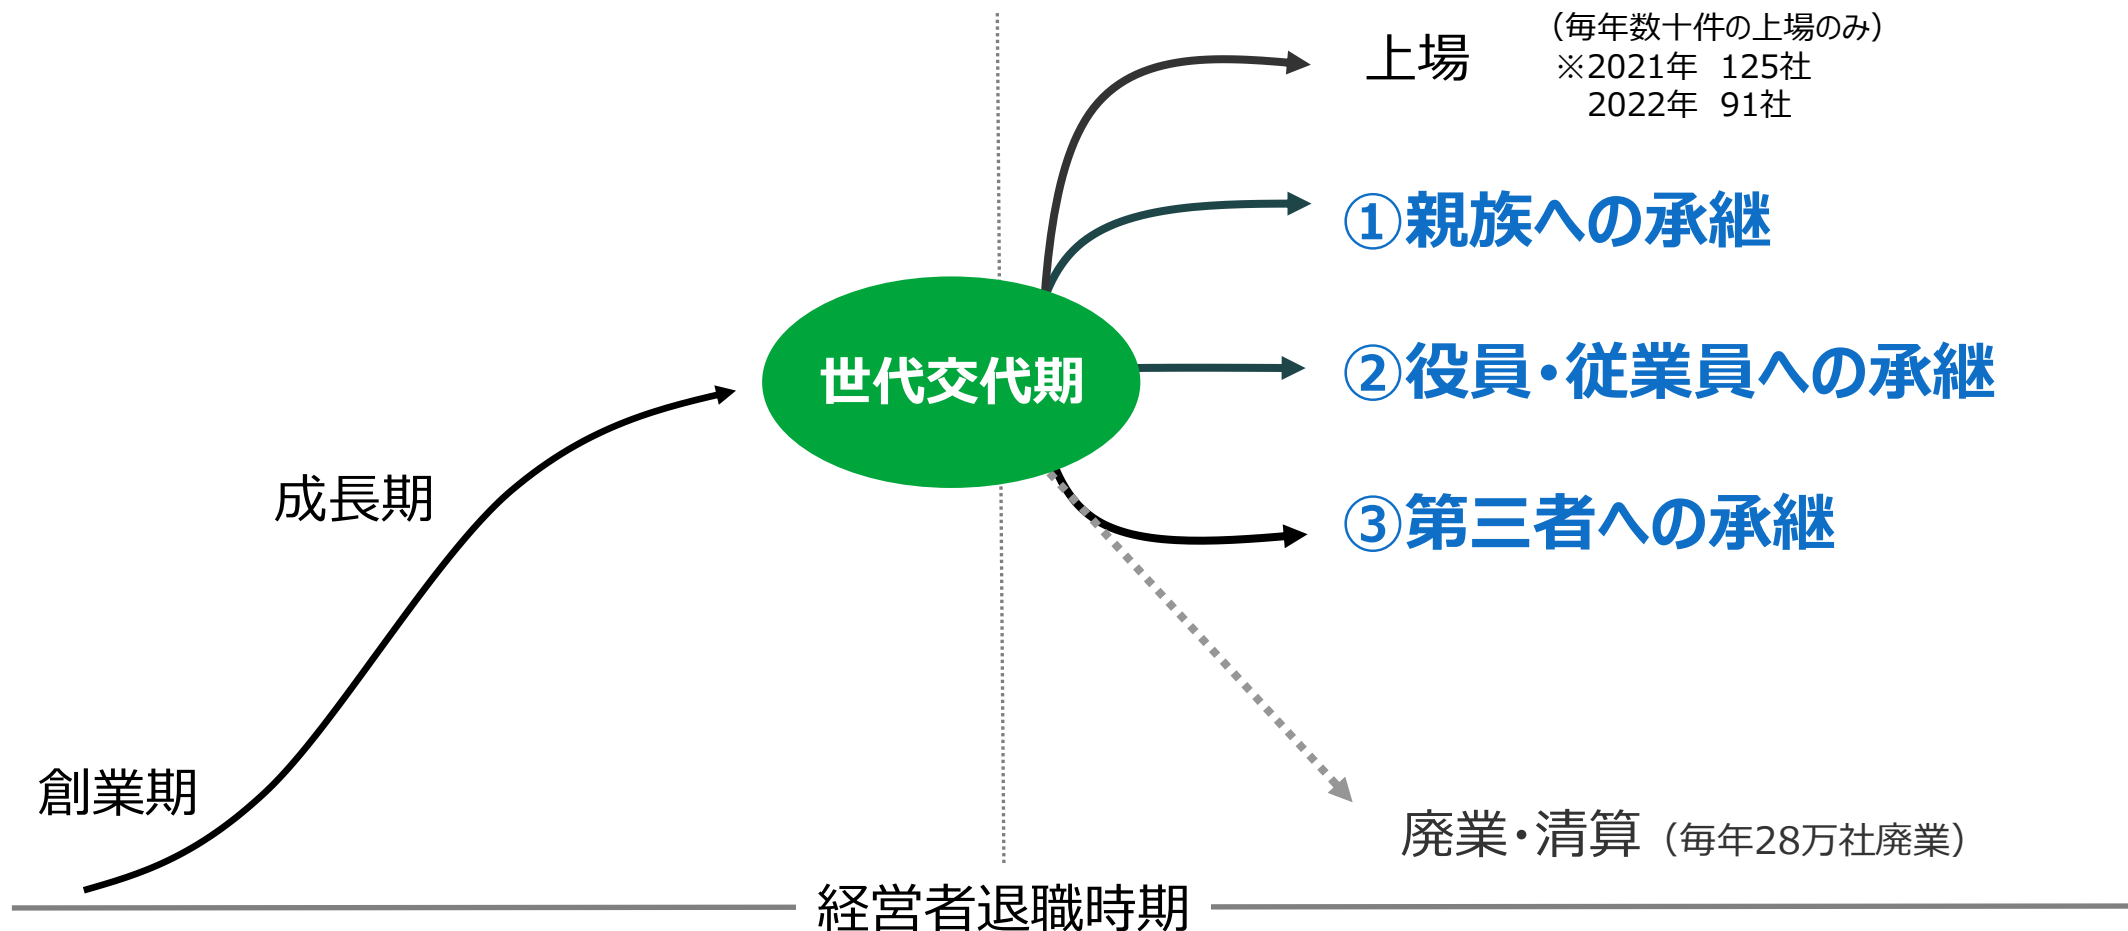 上場
(毎年数十件の上場のみ)
※2021年 125社
2022年 91社
①親族への承継
②役員・従業員への承継
世代交代期
成長期
③第三者への承継
創業期
廃業・清算(毎年28万社廃業)
経営者退職時期